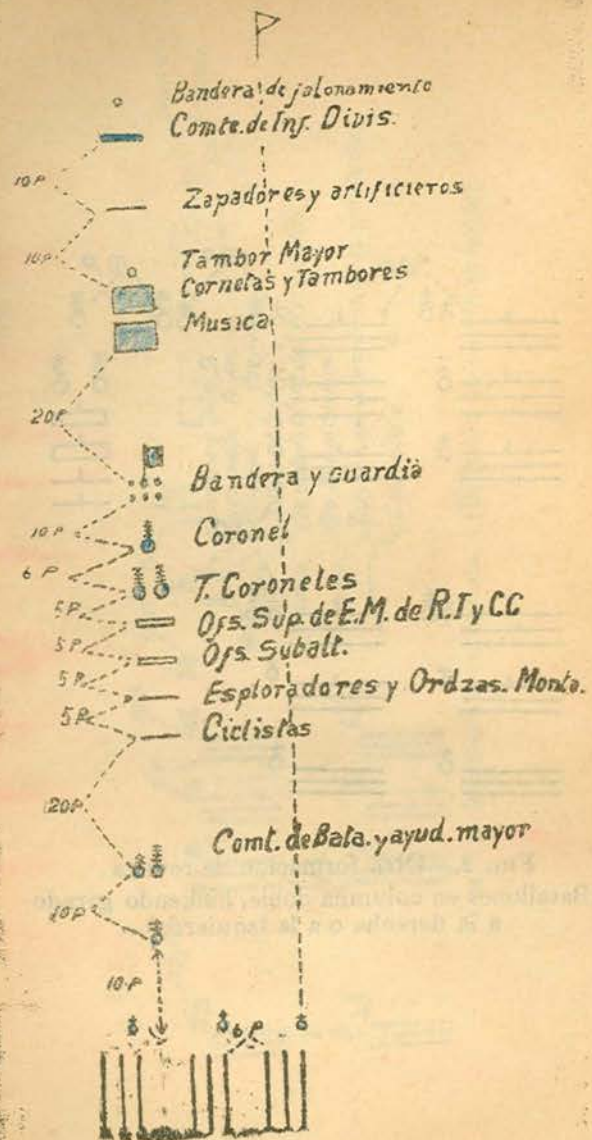 Bandera de jalonamiento
Comte. de Inf. Divis.
10 P
Zapadores y artificieros
10 P
Tambor Mayor
Cornetas y Tambores
Musica
20 P
Bandera y guardia
10 P
Coronel
6 P
T. Coroneles
5 P
Ofs. Sup. de E.M. de R.I y CC
5 P.
Ofs. Subalt.
5 P.
Esploradores y Ordzas. Monta.
5 P.
Ciclistas
20 P
Comt. de Bata. y ayud. mayor
10 P
10 P
6 P